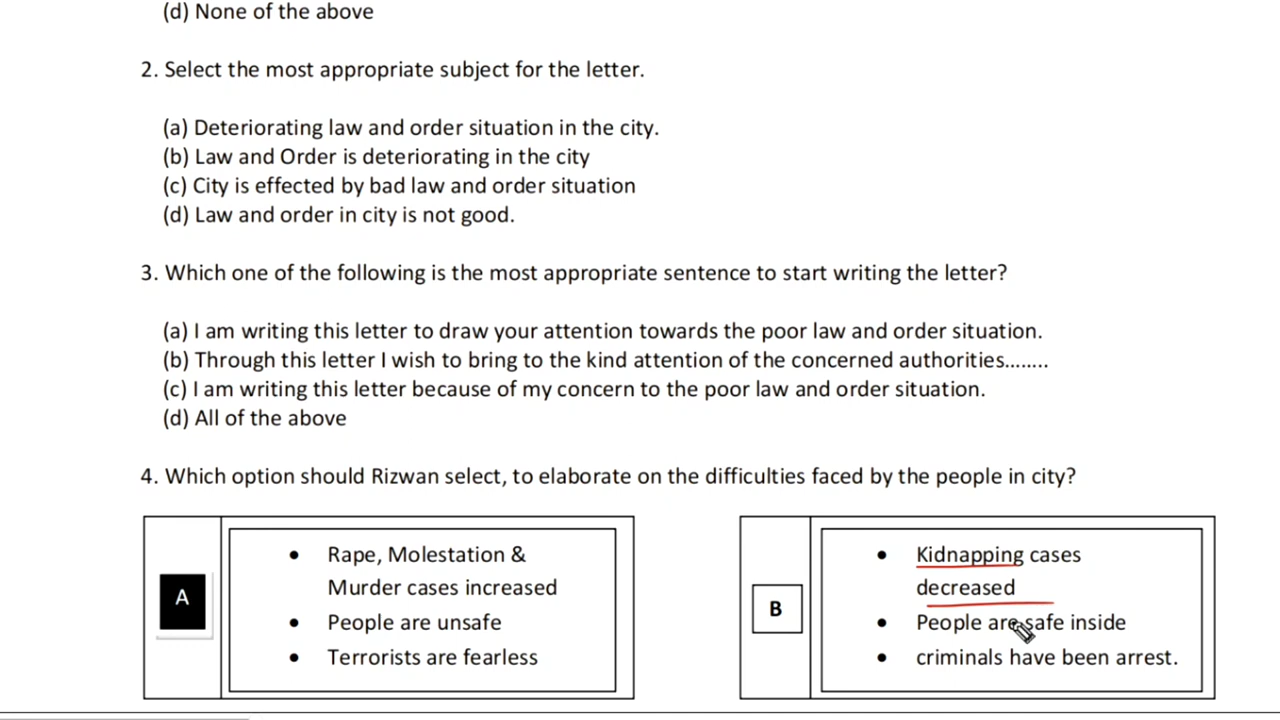 (d) None of the above
2. Select the most appropriate subject for the letter.
(a) Deteriorating law and order situation in the city.
(b) Law and Order is deteriorating in the city
(c) City is effected by bad law and order situation
(d) Law and order in city is not good.
3. Which one of the following is the most appropriate sentence to start writing the letter?
(a) I am writing this letter to draw your attention towards the poor law and order situation.
(b) Through this letter I wish to bring to the kind attention of the concerned authorities........
(c) I am writing this letter because of my concern to the poor law and order situation.
(d) All of the above
4. Which option should Rizwan select, to elaborate on the difficulties faced by the people in city?
A
• Rape, Molestation &
Murder cases increased
• People are unsafe
• Terrorists are fearless
B
• Kidnapping cases
decreased
• People are safe inside
• criminals have been arrest.